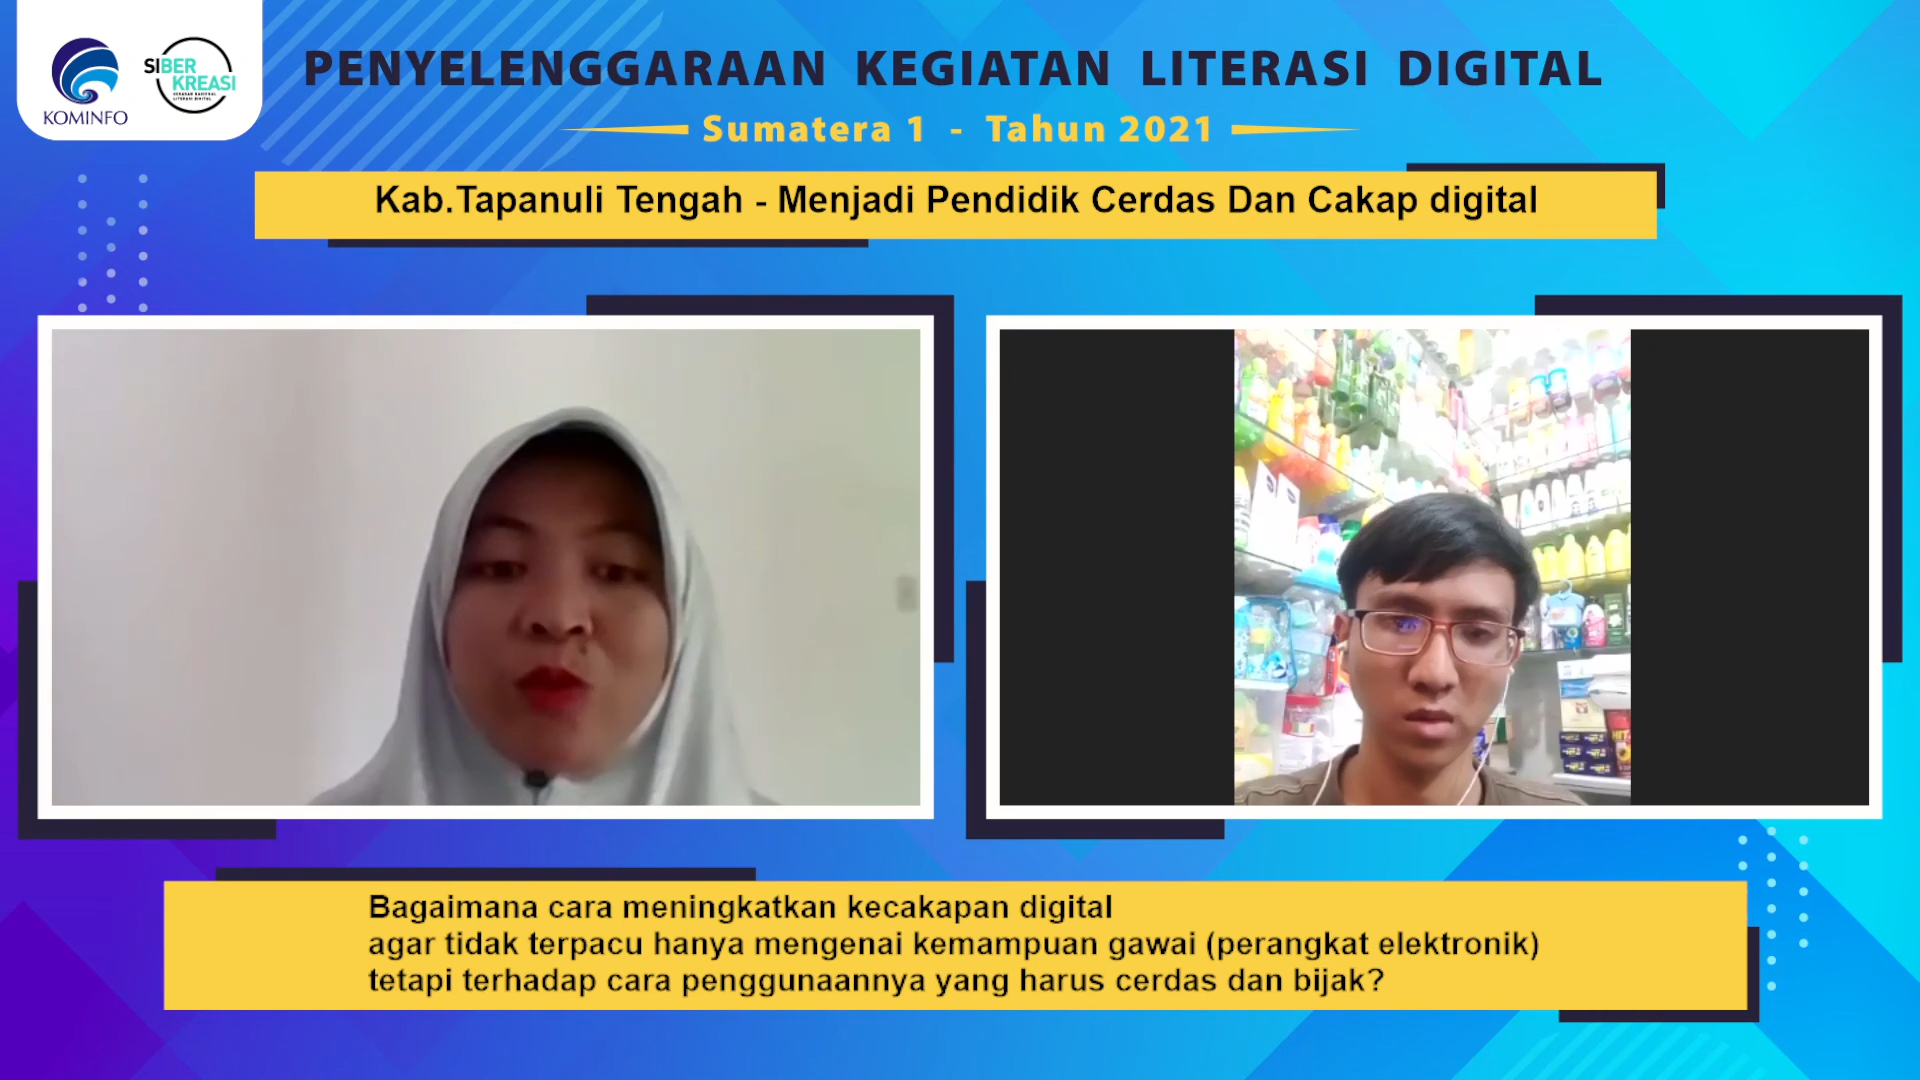 KOMINFO
SIBER
KREASI
PENYELENGGARAAN KEGIATAN LITERASI DIGITAL
Sumatera 1 - Tahun 2021
Kab.Tapanuli Tengah - Menjadi Pendidik Cerdas Dan Cakap digital
Bagaimana cara meningkatkan kecakapan digital
agar tidak terpacu hanya mengenai kemampuan gawai (perangkat elektronik)
tetapi terhadap cara penggunaannya yang harus cerdas dan bijak?